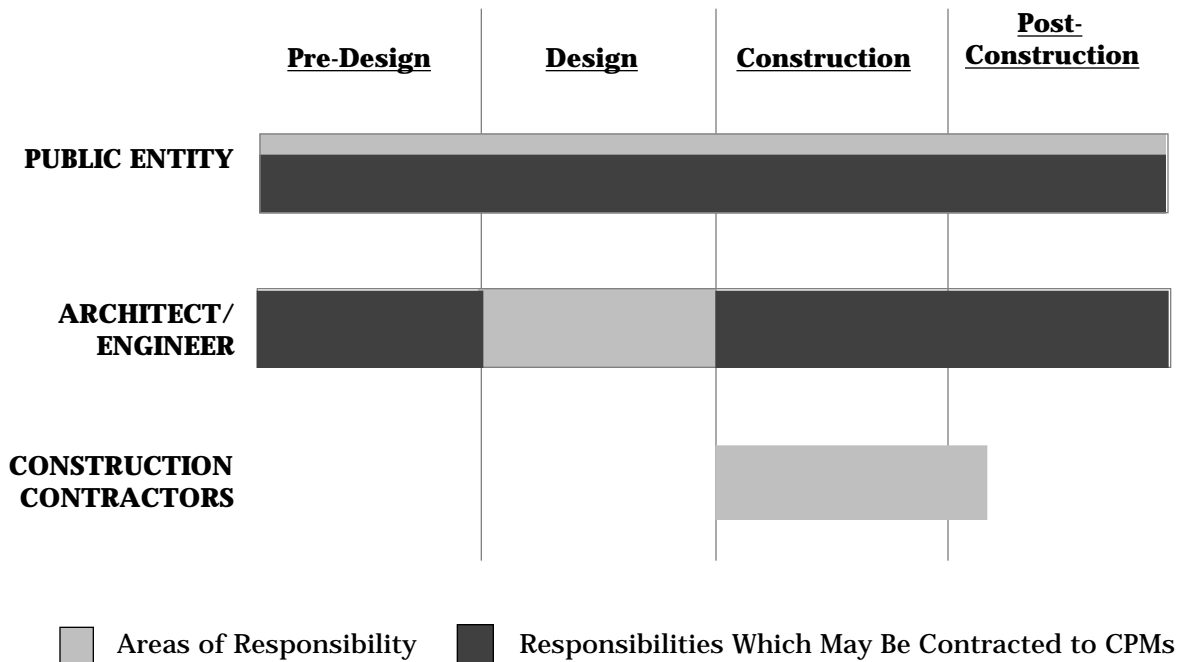 Pre-Design
Design
Construction
Post-
Construction
PUBLIC ENTITY
ARCHITECT/
ENGINEER
CONSTRUCTION
CONTRACTORS
Areas of Responsibility
Responsibilities Which May Be Contracted to CPMs